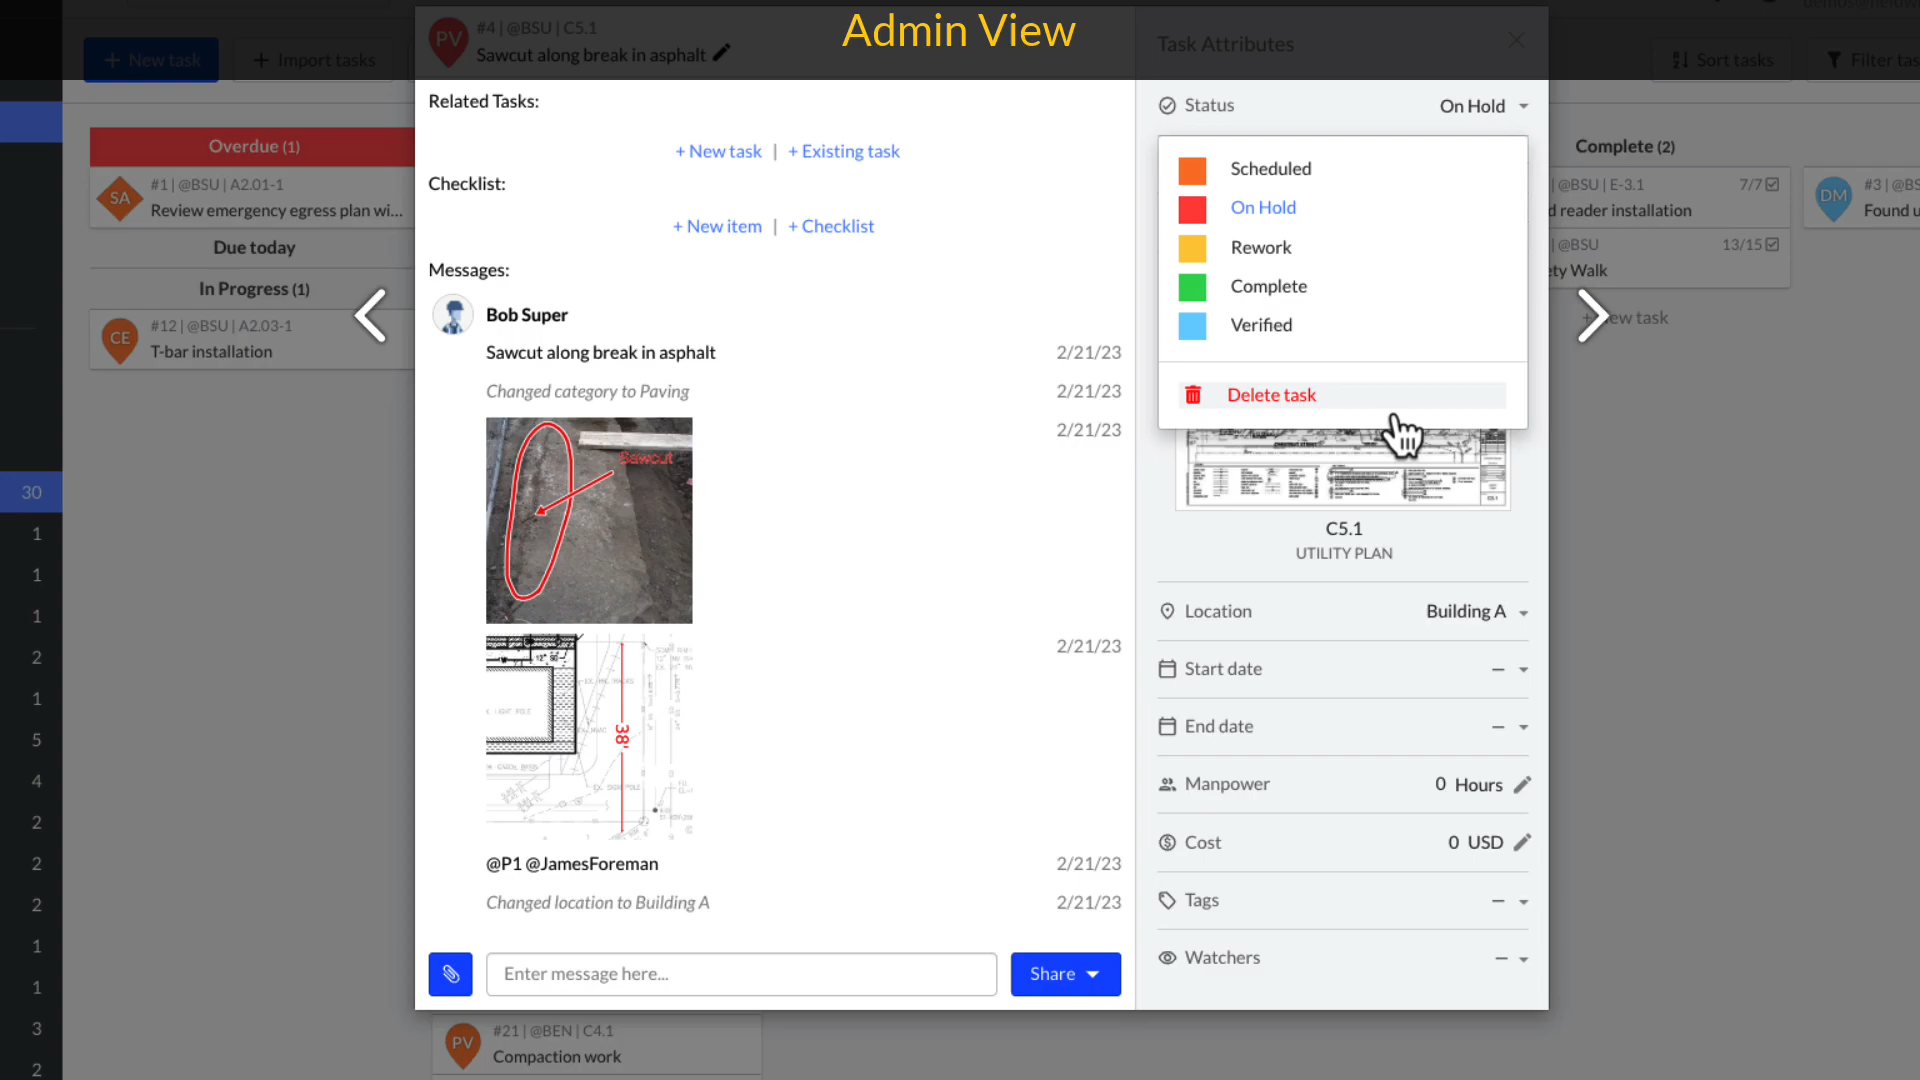 Admin View
+ New task
+ Import tasks
PV
#4 | @BSU | C5.1
Sawcut along break in asphalt
Task Attributes
Sort tasks
Filter tas
Related Tasks:
+ New task | + Existing task
Checklist:
+ New item | + Checklist
Messages:
Bob Super
Sawcut along break in asphalt 2/21/23
Changed category to Paving 2/21/23
2/21/23
Sawcut
2/21/23
38'
@P1 @JamesForeman 2/21/23
Changed location to Building A 2/21/23
Enter message here...
Share
Status On Hold
Scheduled
On Hold
Rework
Complete
Verified
Delete task
C5.1
UTILITY PLAN
Location Building A
Start date –
End date –
Manpower 0 Hours
Cost 0 USD
Tags –
Watchers –
Overdue (1)
SA
#1 | @BSU | A2.01-1
Review emergency egress plan wi...
Due today
In Progress (1)
CE
#12 | @BSU | A2.03-1
T-bar installation
Complete (2)
| @BSU | E-3.1 7/7
d reader installation
| @BSU 13/15
ety Walk
ew task
DM
#3 | @BS
Found u
PV
#21 | @BEN | C4.1
Compaction work
30
1
1
1
2
1
5
4
2
2
2
1
1
3
2